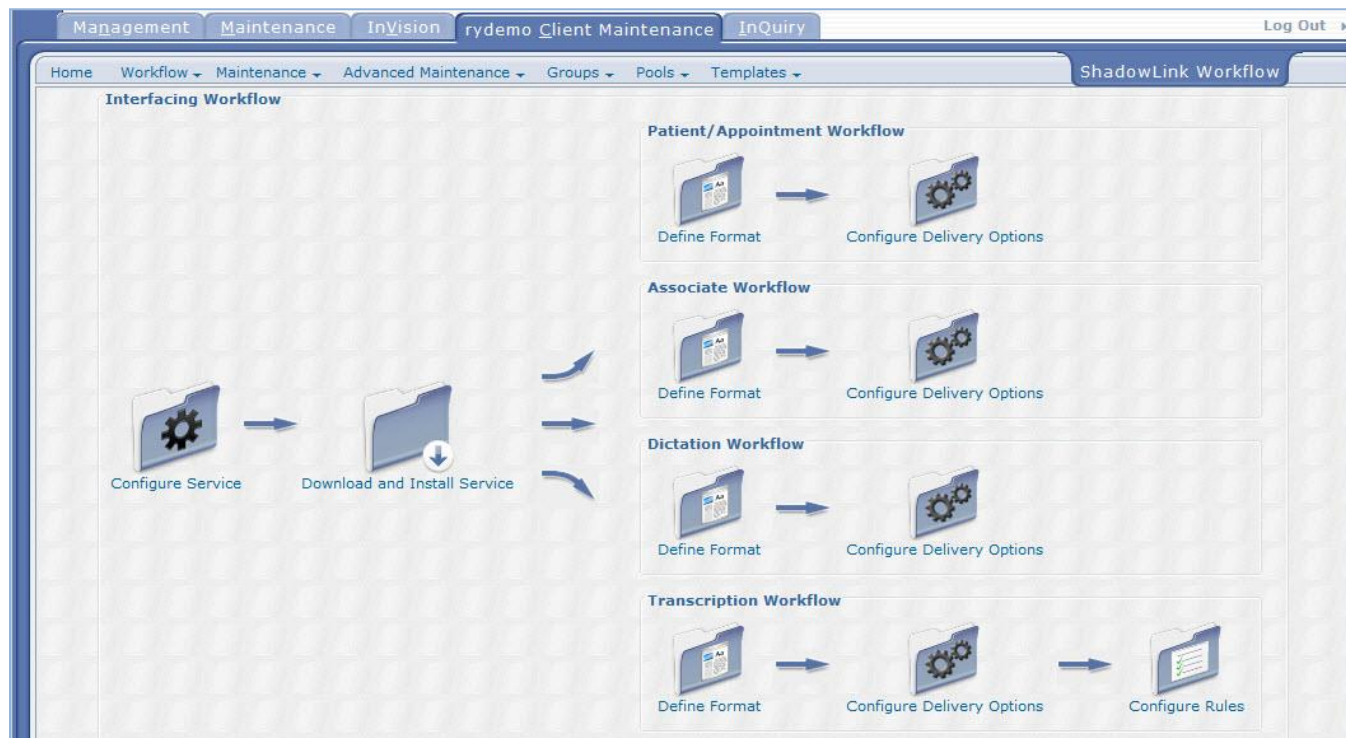 Management Maintenance InVision rydemo Client Maintenance InQuiry Log Out
Home Workflow Maintenance Advanced Maintenance Groups Pools Templates ShadowLink Workflow
Interfacing Workflow
Patient/Appointment Workflow
Define Format Configure Delivery Options
Associate Workflow
Define Format Configure Delivery Options
Configure Service Download and Install Service
Dictation Workflow
Define Format Configure Delivery Options
Transcription Workflow
Define Format Configure Delivery Options Configure Rules